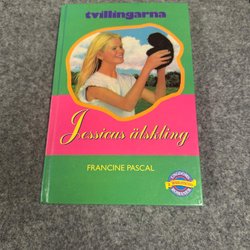 tvillingarna
Jessicas älskling
FRANCINE PASCAL